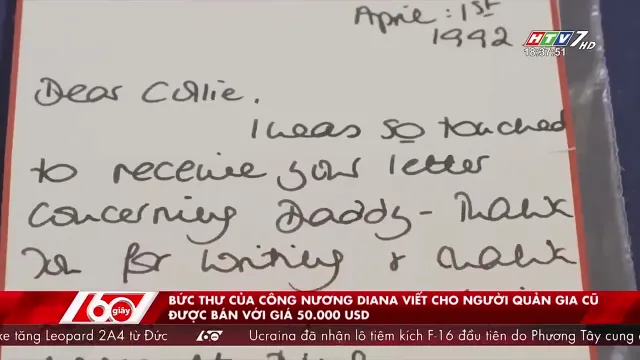 April: 1st
1992
HTV7 HD
18:37:51
Dear Collie.
I was so touched
to receive your letter
concerning Daddy - Thank
You for writing & thank
60 giây
BỨC THƯ CỦA CÔNG NƯƠNG DIANA VIẾT CHO NGƯỜI QUẢN GIA CŨ
ĐƯỢC BÁN VỚI GIÁ 50.000 USD
xe tăng Leopard 2A4 từ Đức Ucraina đã nhận lô tiêm kích F-16 đầu tiên do Phương Tây cung